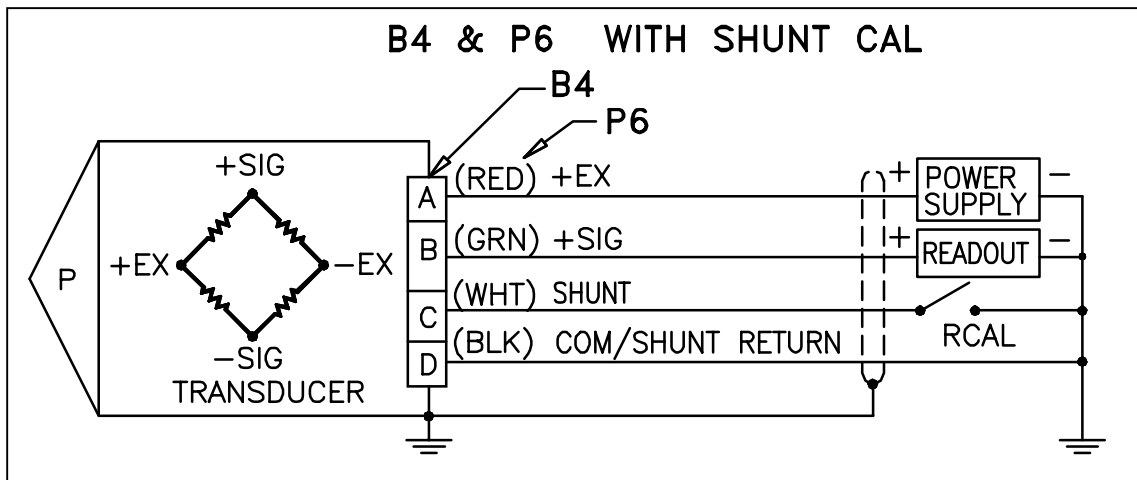 B4 & P6 WITH SHUNT CAL
B4
P6
+SIG
+EX
−EX
−SIG
TRANSDUCER
P
A
B
C
D
(RED) +EX
(GRN) +SIG
(WHT) SHUNT
(BLK) COM/SHUNT RETURN
+ POWER SUPPLY −
+ READOUT −
RCAL